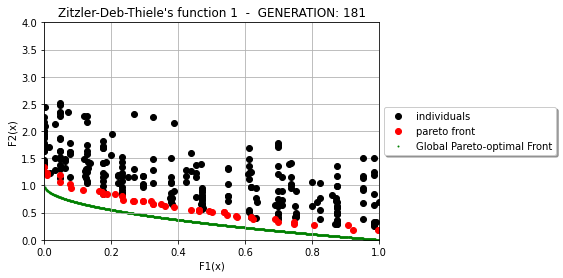 Zitzler-Deb-Thiele's function 1 - GENERATION: 181
4.0
3.5
3.0
2.5
2.0
1.5
1.0
0.5
0.0
F2(x)
0.0 0.2 0.4 0.6 0.8 1.0
F1(x)
individuals
pareto front
Global Pareto-optimal Front